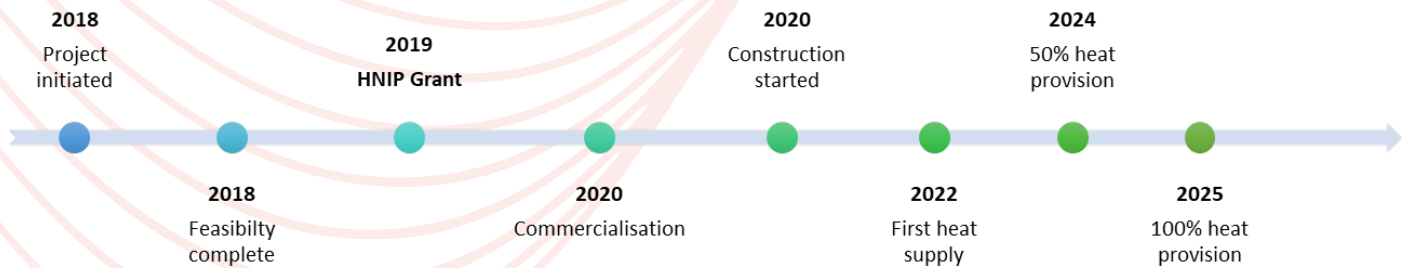 2018
Project
initiated
2018
Feasibilty
complete
2019
HNIP Grant
2020
Commercialisation
2020
Construction
started
2022
First heat
supply
2024
50% heat
provision
2025
100% heat
provision